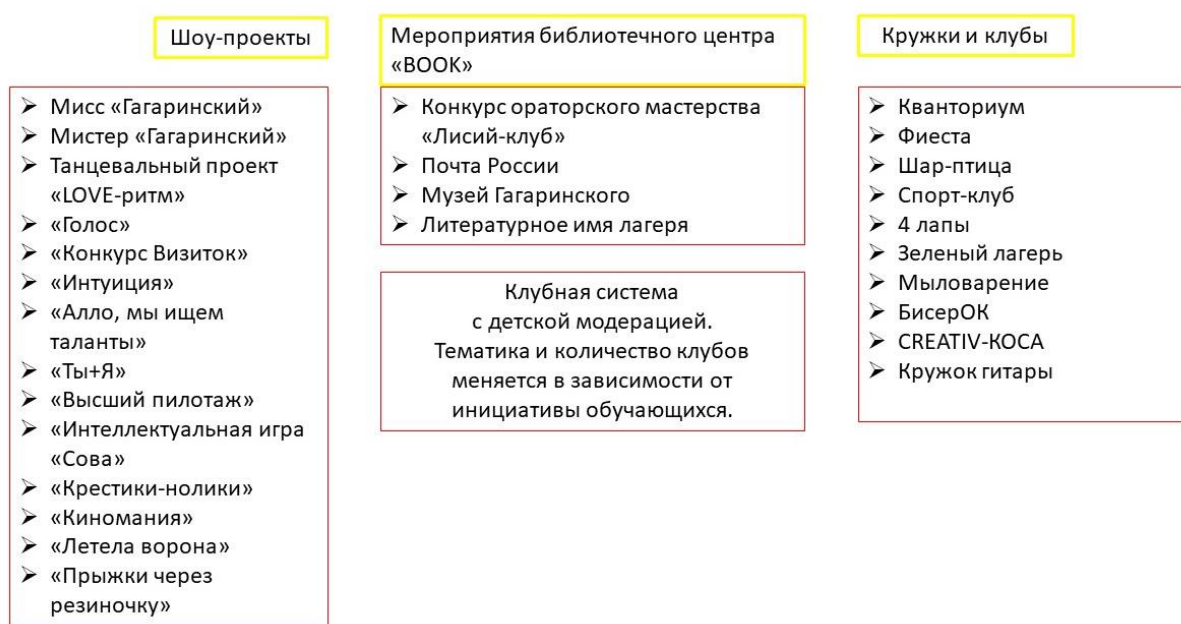 Шоу-проекты
➢ Мисс «Гагаринский»
➢ Мистер «Гагаринский»
➢ Танцевальный проект
«LOVE-ритм»
➢ «Голос»
➢ «Конкурс Визиток»
➢ «Интуиция»
➢ «Алло, мы ищем
таланты»
➢ «Ты+Я»
➢ «Высший пилотаж»
➢ «Интеллектуальная игра
«Сова»
➢ «Крестики-нолики»
➢ «Киномания»
➢ «Летела ворона»
➢ «Прыжки через
резиночку»
Мероприятия библиотечного центра
«BOOK»
➢ Конкурс ораторского мастерства
«Лисий-клуб»
➢ Почта России
➢ Музей Гагаринского
➢ Литературное имя лагеря
Клубная система
с детской модерацией.
Тематика и количество клубов
меняется в зависимости от
инициативы обучающихся.
Кружки и клубы
➢ Кванториум
➢ Фиеста
➢ Шар-птица
➢ Спорт-клуб
➢ 4 лапы
➢ Зеленый лагерь
➢ Мыловарение
➢ БисерОК
➢ CREATIV-КОСА
➢ Кружок гитары